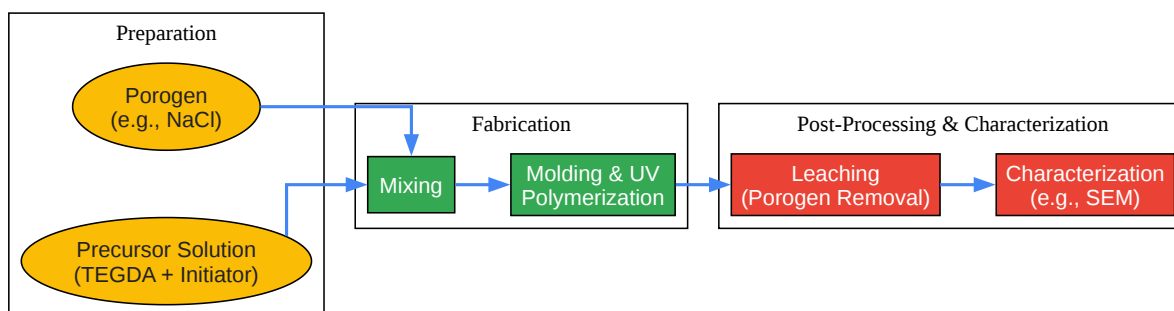 Preparation
Porogen
(e.g., NaCl)
Precursor Solution
(TEGDA + Initiator)
Fabrication
Mixing
Molding & UV
Polymerization
Post-Processing & Characterization
Leaching
(Porogen Removal)
Characterization
(e.g., SEM)